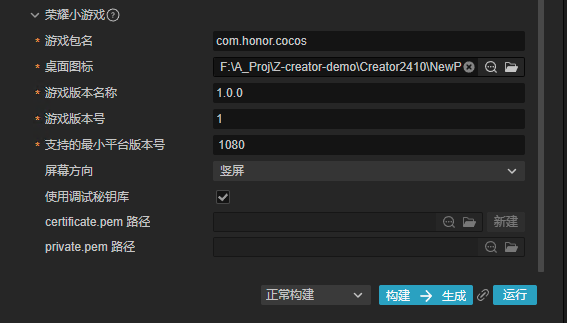 荣耀小游戏 ?
* 游戏包名 com.honor.cocos
* 桌面图标 F:\A_Proj\Z-creator-demo\Creator2410\NewP
* 游戏版本名称 1.0.0
* 游戏版本号 1
* 支持的最小平台版本号 1080
屏幕方向 竖屏
使用调试秘钥库
certificate.pem 路径 新建
private.pem 路径
正常构建 构建 → 生成 运行